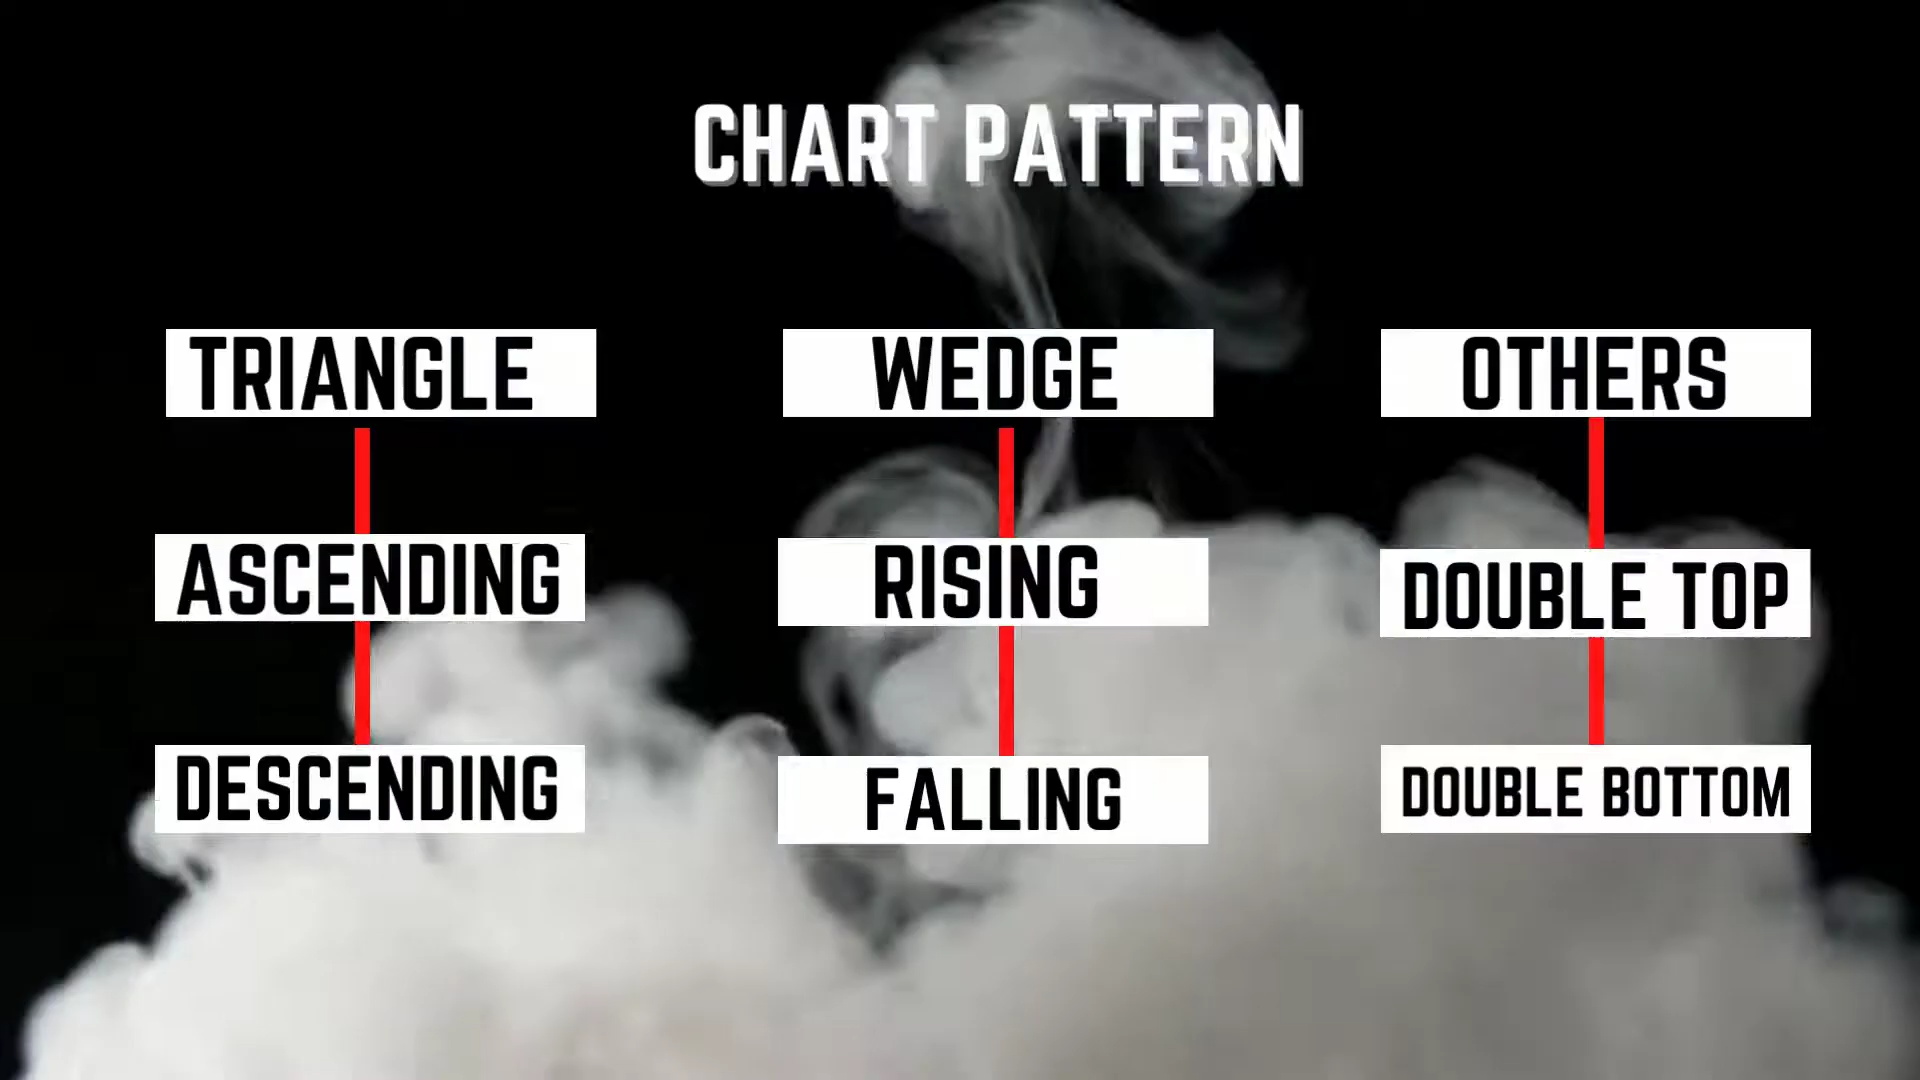 CHART PATTERN
TRIANGLE
ASCENDING
DESCENDING
WEDGE
RISING
FALLING
OTHERS
DOUBLE TOP
DOUBLE BOTTOM